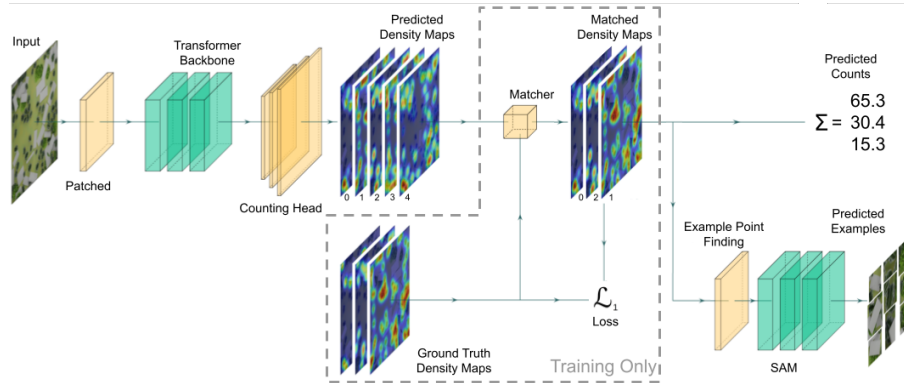 Input
Patched
Transformer
Backbone
Counting Head
Predicted
Density Maps
0 1 2 3 4
Matcher
Matched
Density Maps
0 2 1
Predicted
Counts
65.3
Σ = 30.4
15.3
Ground Truth
Density Maps
ℒ₁
Loss
Training Only
Example Point
Finding
SAM
Predicted
Examples